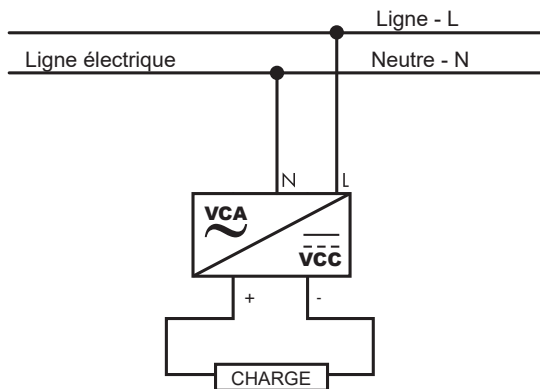 Ligne - L
Ligne électrique Neutre - N
N L
VCA
VCC
+ -
CHARGE